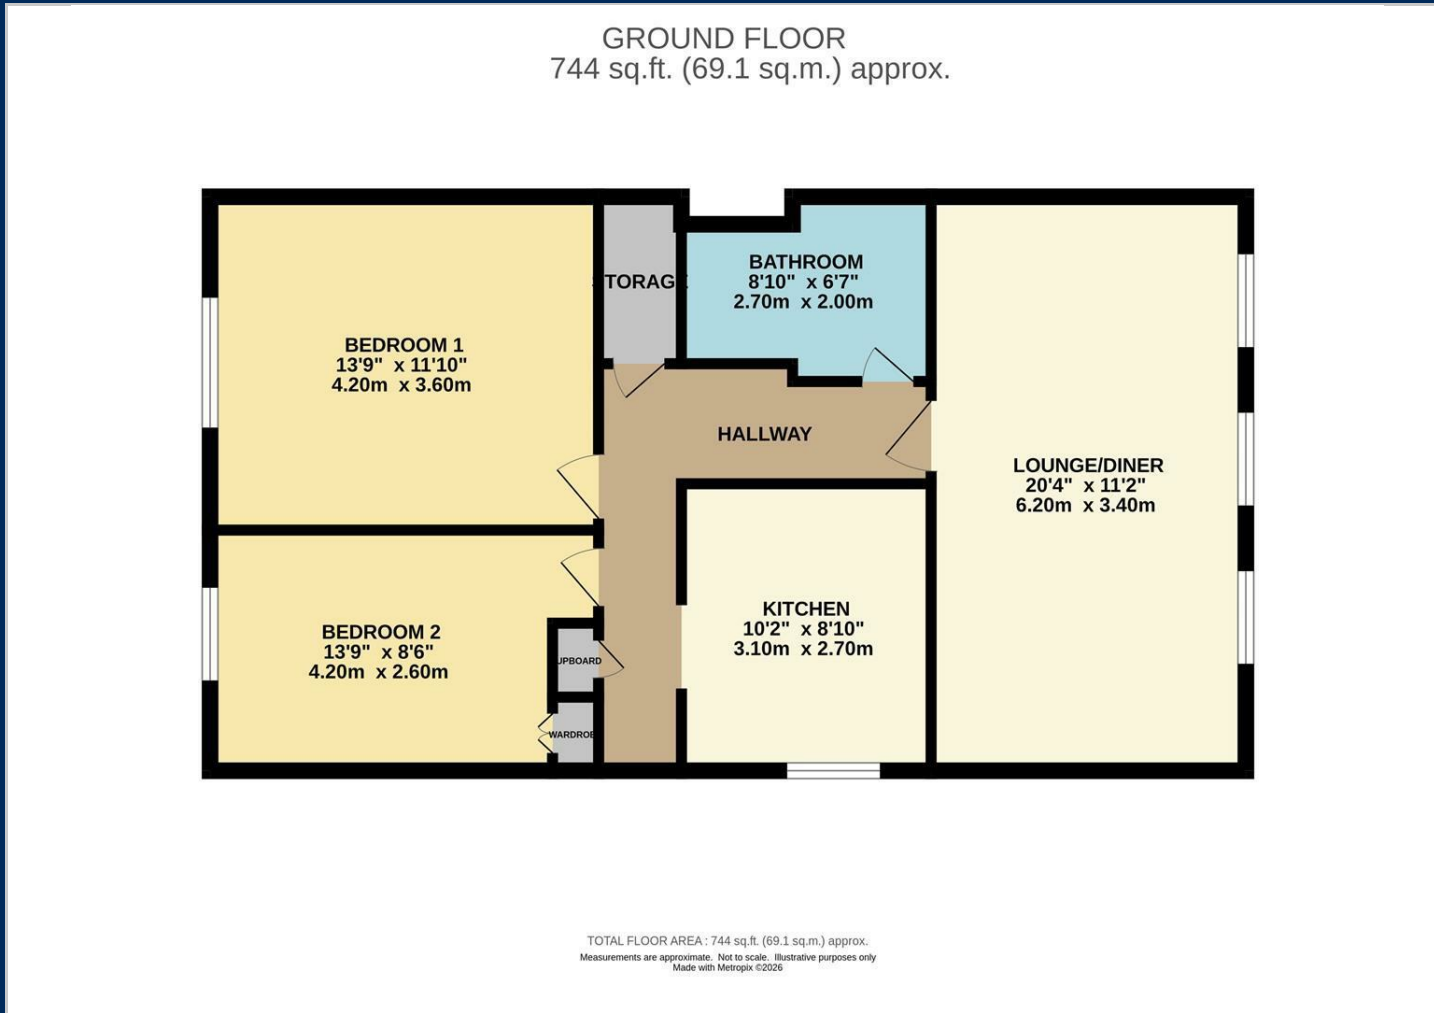 GROUND FLOOR
744 sq.ft. (69.1 sq.m.) approx.
BEDROOM 1
13'9" x 11'10"
4.20m x 3.60m
STORAGE
BATHROOM
8'10" x 6'7"
2.70m x 2.00m
HALLWAY
LOUNGE/DINER
20'4" x 11'2"
6.20m x 3.40m
KITCHEN
10'2" x 8'10"
3.10m x 2.70m
BEDROOM 2
13'9" x 8'6"
4.20m x 2.60m
UPBOARD
WARDROB
TOTAL FLOOR AREA : 744 sq.ft. (69.1 sq.m.) approx.
Measurements are approximate. Not to scale. Illustrative purposes only
Made with Metropix ©2026